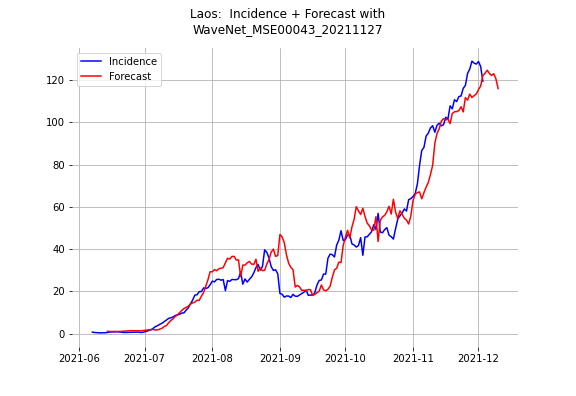 Laos:  Incidence + Forecast with
WaveNet_MSE00043_20211127
Incidence
Forecast
120
100
80
60
40
20
0
2021-06 2021-07 2021-08 2021-09 2021-10 2021-11 2021-12